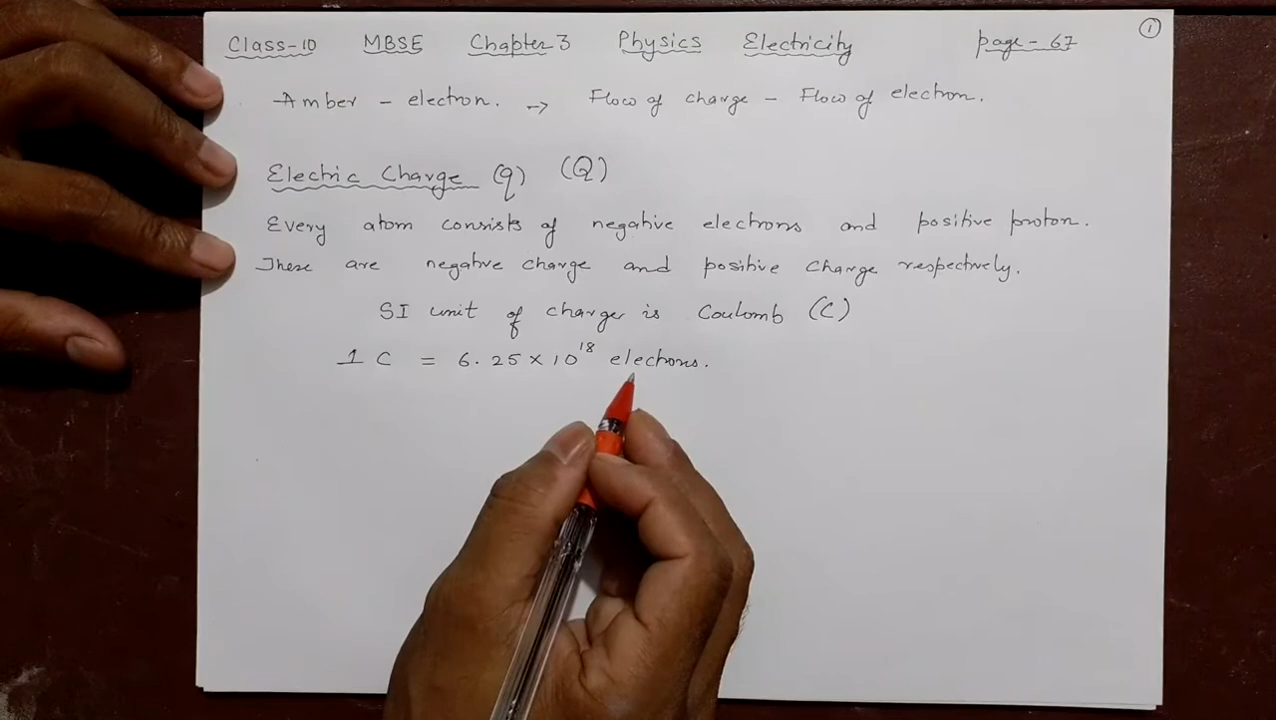 Class-10 MBSE Chapter 3 Physics Electricity page-67 1
Amber - electron. → Flow of charge - Flow of electron.
Electric Charge (q) (Q)
Every atom consists of negative electrons and positive proton.
These are negative charge and positive charge respectively.
SI unit of charge is Coulomb (C)
1 C = 6.25 × 10¹⁸ electrons.